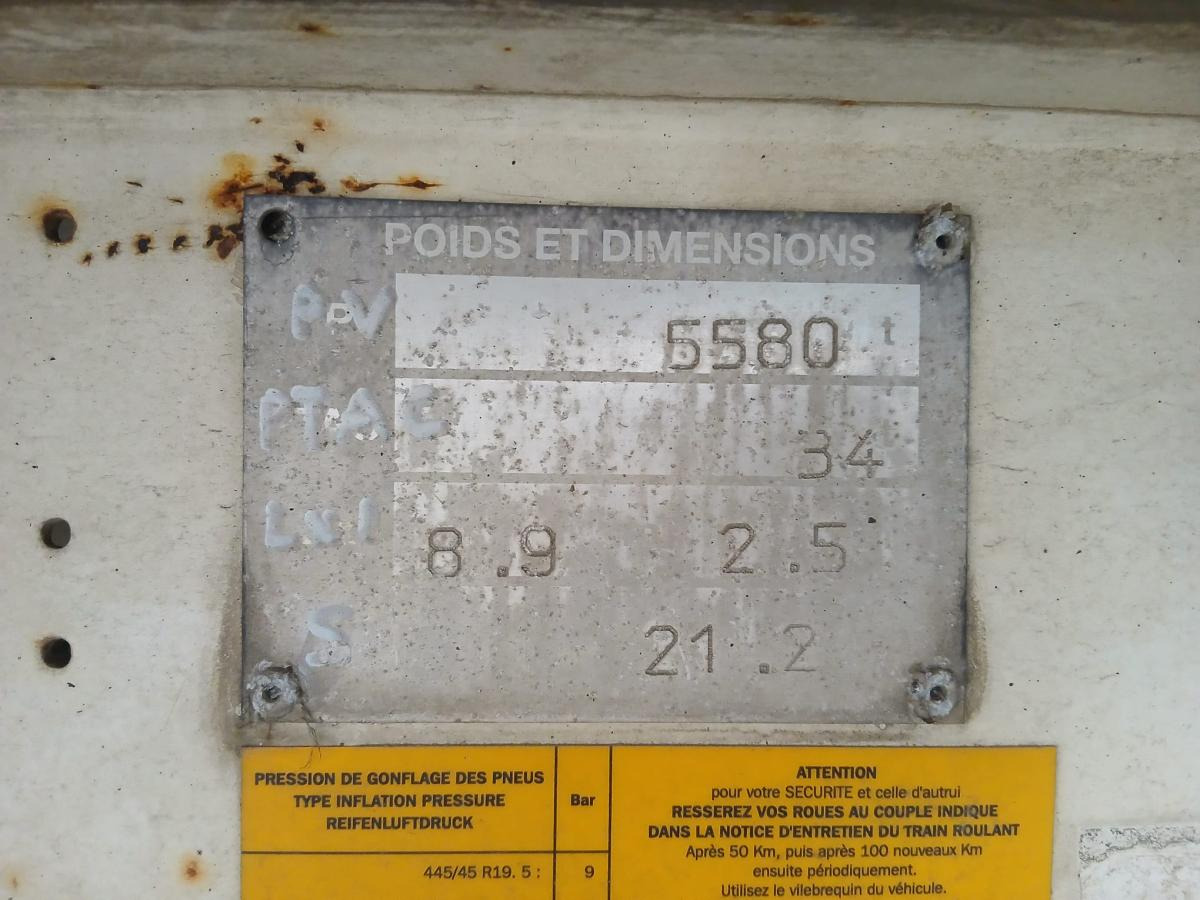 POIDS ET DIMENSIONS
P.V 5580 t
PTAC 34
Lxl 8.9 2.5
S 21.2
PRESSION DE GONFLAGE DES PNEUS
TYPE INFLATION PRESSURE
REIFENLUFTDRUCK
Bar
445/45 R19. 5 : 9
ATTENTION
pour votre SECURITE et celle d'autrui
RESSEREZ VOS ROUES AU COUPLE INDIQUE
DANS LA NOTICE D'ENTRETIEN DU TRAIN ROULANT
Après 50 Km, puis après 100 nouveaux Km
ensuite périodiquement.
Utilisez le vilebrequin du véhicule.